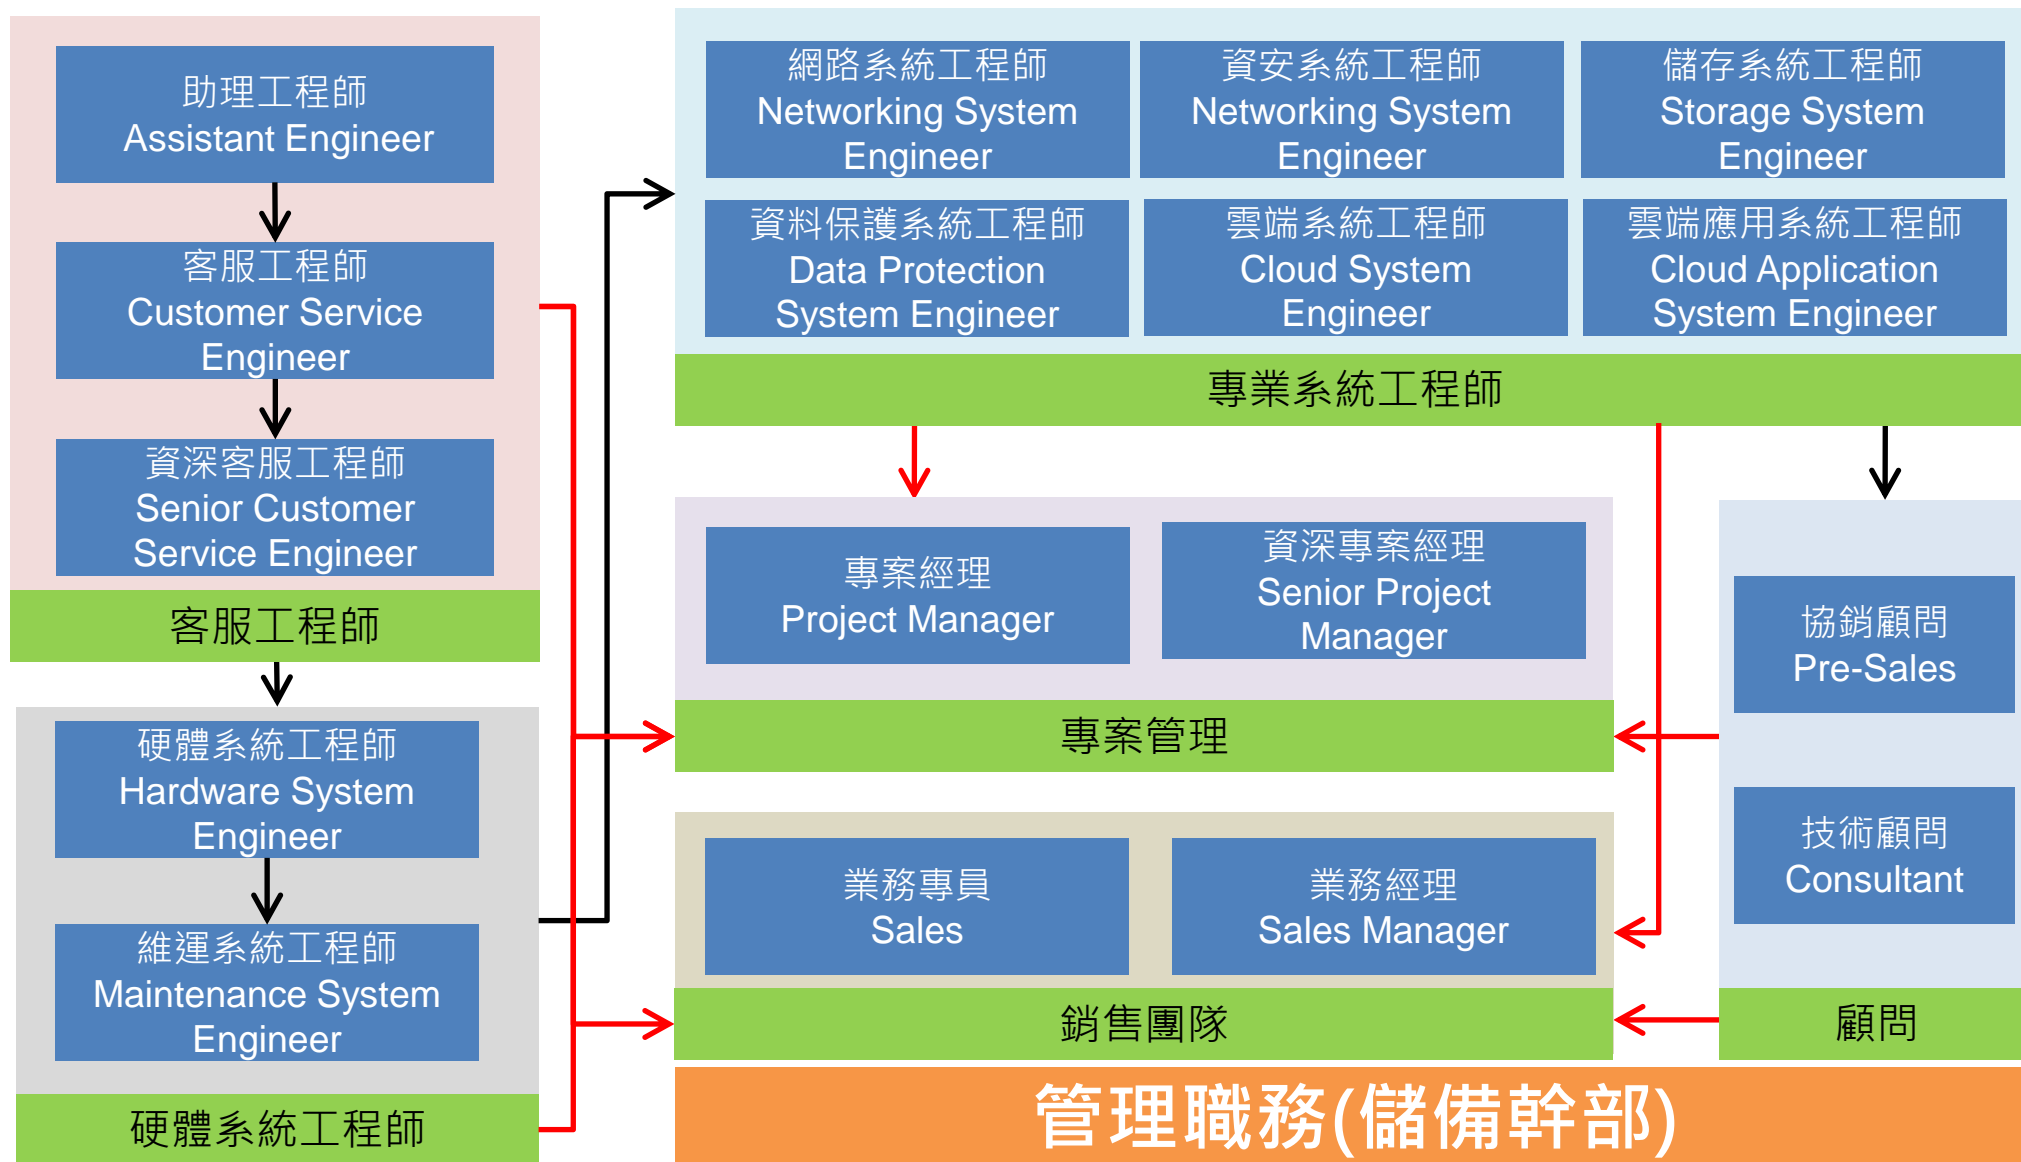 助理工程師
Assistant Engineer
客服工程師
Customer Service
Engineer
資深客服工程師
Senior Customer
Service Engineer
客服工程師
硬體系統工程師
Hardware System
Engineer
維運系統工程師
Maintenance System
Engineer
硬體系統工程師
網路系統工程師
Networking System
Engineer
資安系統工程師
Networking System
Engineer
儲存系統工程師
Storage System
Engineer
資料保護系統工程師
Data Protection
System Engineer
雲端系統工程師
Cloud System
Engineer
雲端應用系統工程師
Cloud Application
System Engineer
專業系統工程師
專案經理
Project Manager
資深專案經理
Senior Project
Manager
專案管理
業務專員
Sales
業務經理
Sales Manager
銷售團隊
協銷顧問
Pre-Sales
技術顧問
Consultant
顧問
管理職務(儲備幹部)